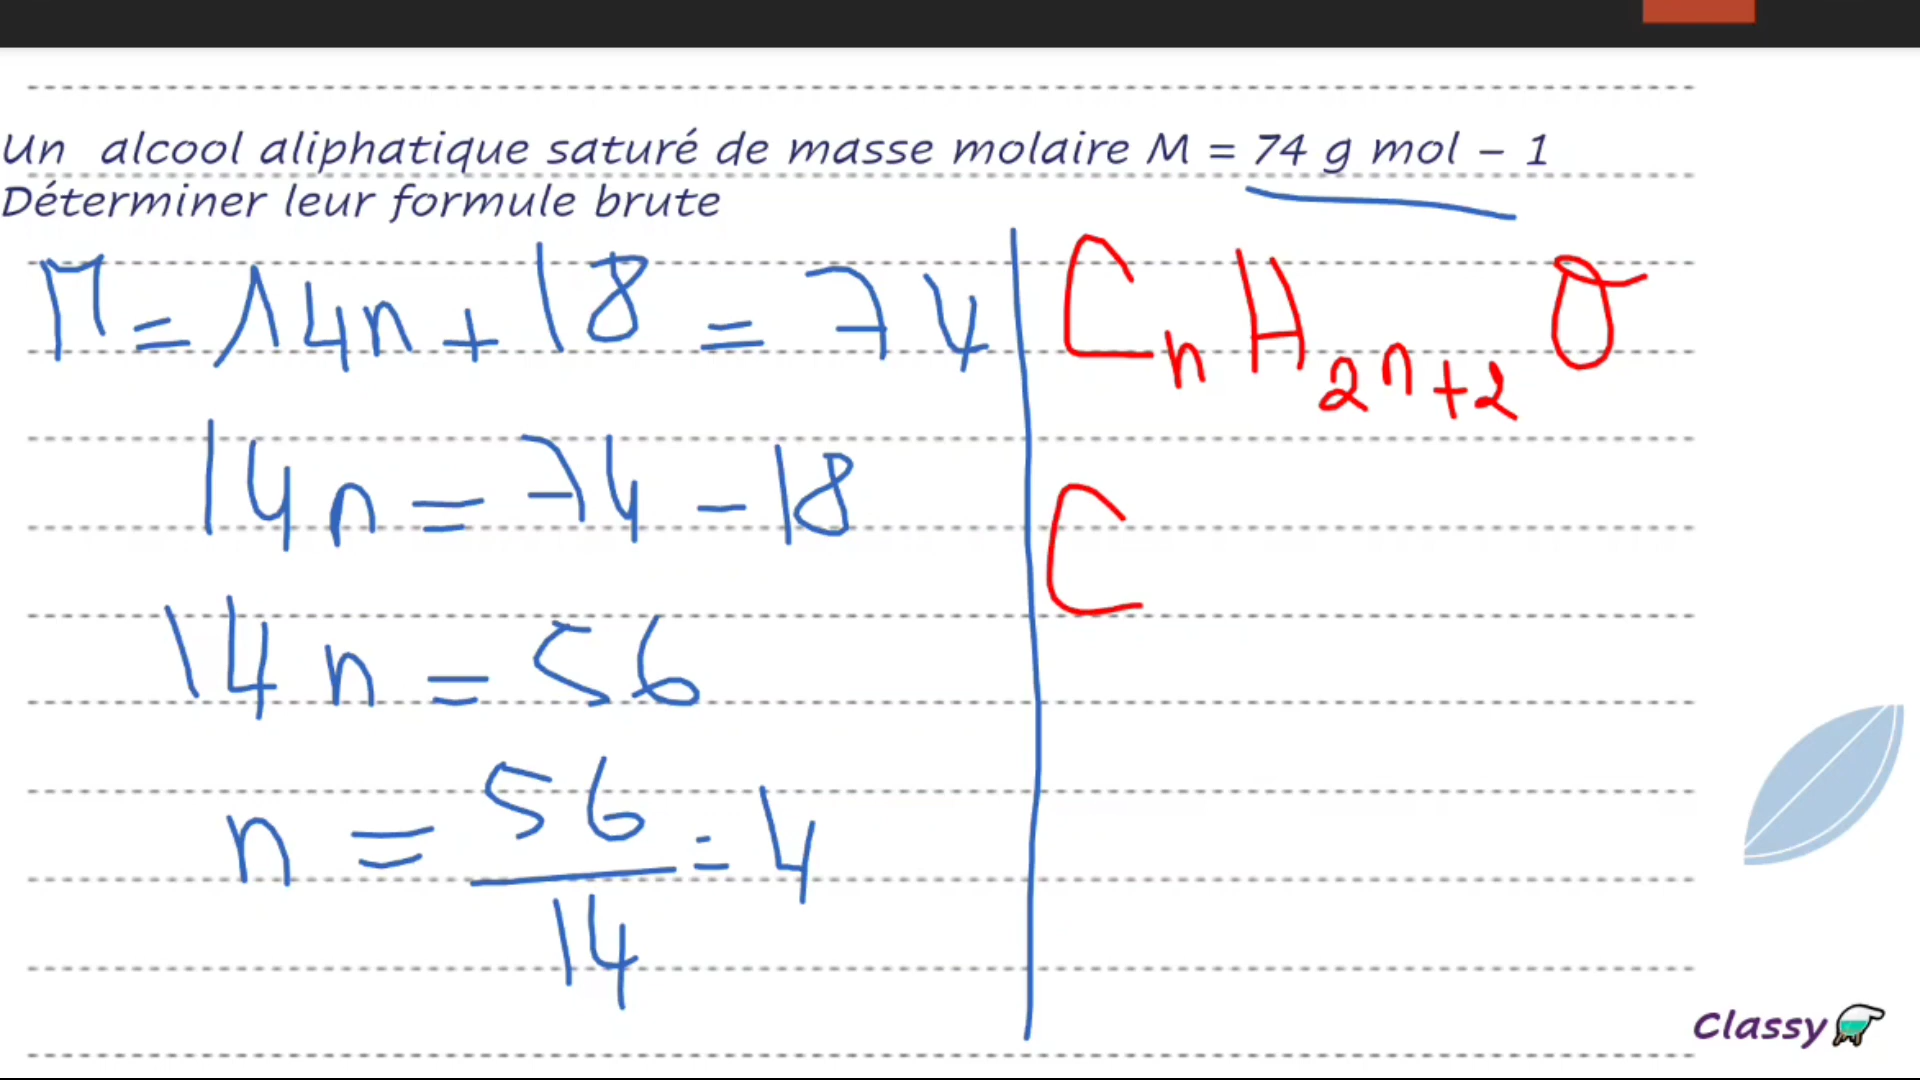 Un alcool aliphatique saturé de masse molaire M = 74 g mol – 1
Déterminer leur formule brute
M = 14n + 18 = 74
14n = 74 - 18
14n = 56
n = 56/14 = 4
CnH2n+2O
C
Classy